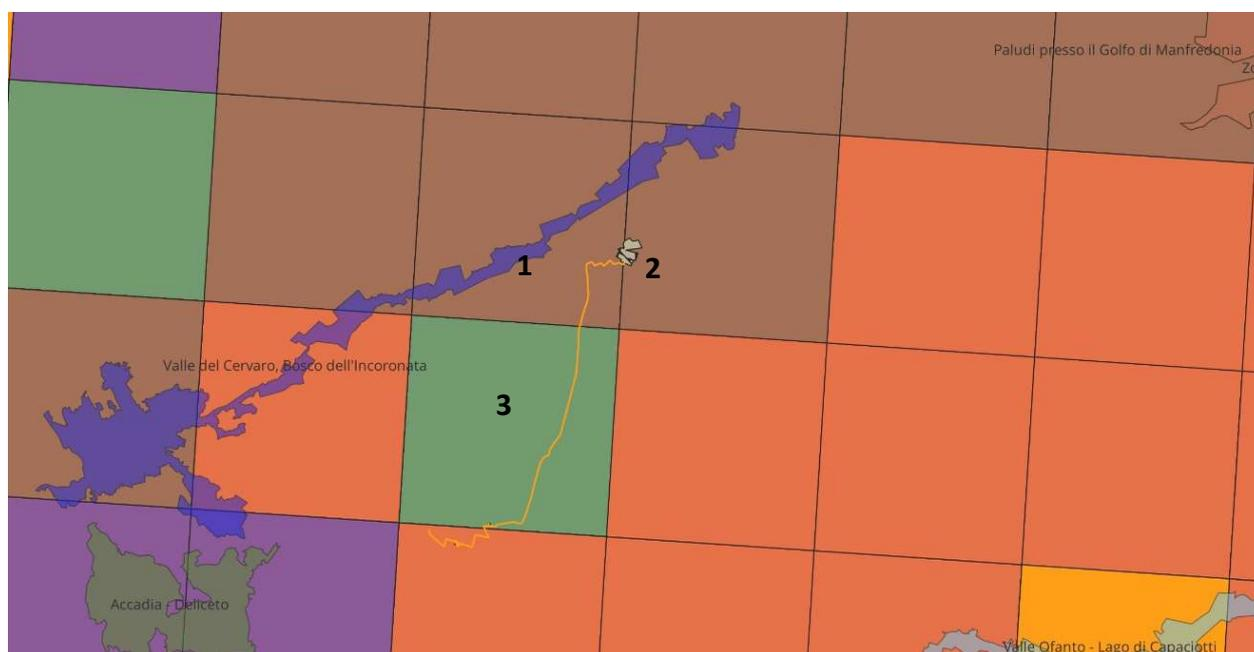 Paludi presso il Golfo di Manfredonia
Zo
1
2
Valle del Cervaro, Bosco dell'Incoronata
3
Accadia - Deliceto
Valle Ofanto - Lago di Capaciotti